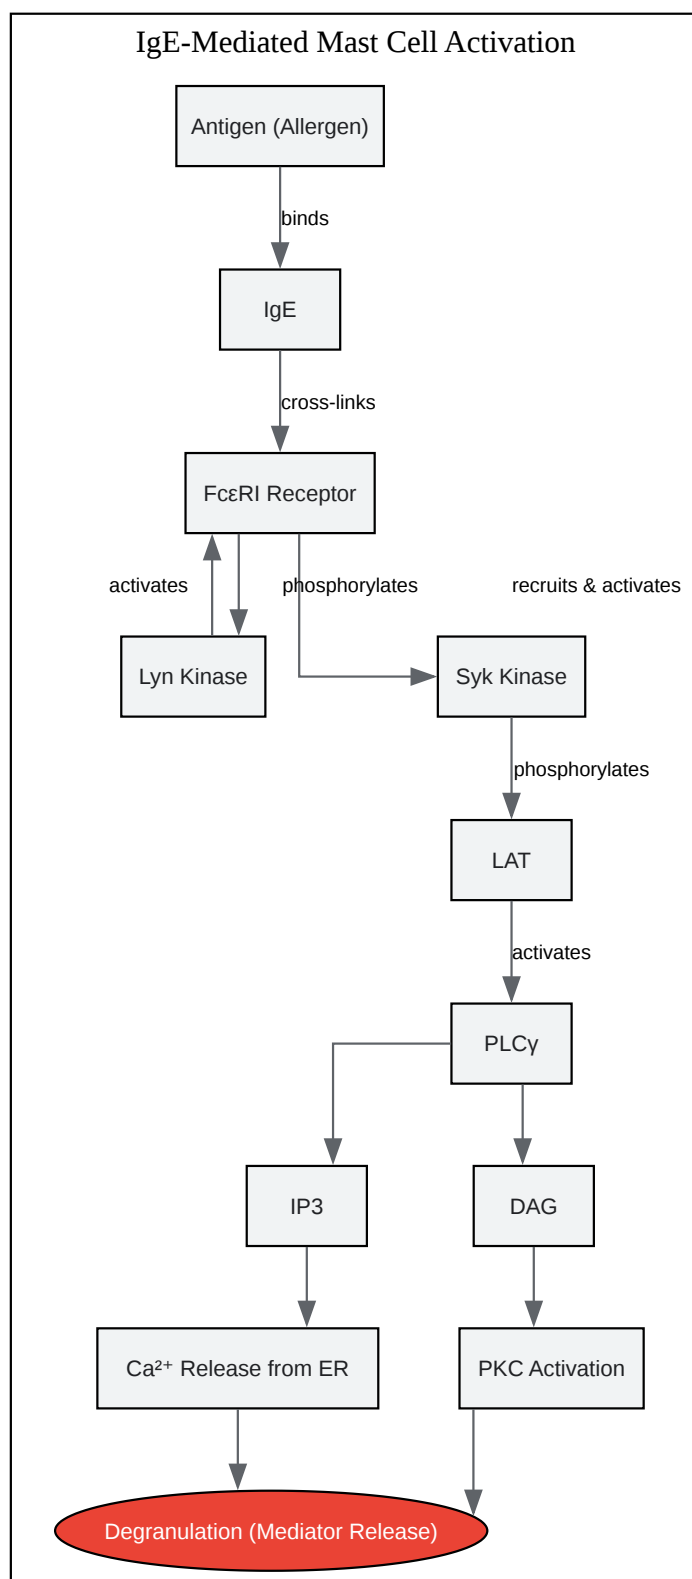 IgE-Mediated Mast Cell Activation
Antigen (Allergen)
binds
IgE
cross-links
FcεRI Receptor
activates
phosphorylates
recruits & activates
Lyn Kinase
Syk Kinase
phosphorylates
LAT
activates
PLCγ
IP3
DAG
Ca²⁺ Release from ER
PKC Activation
Degranulation (Mediator Release)